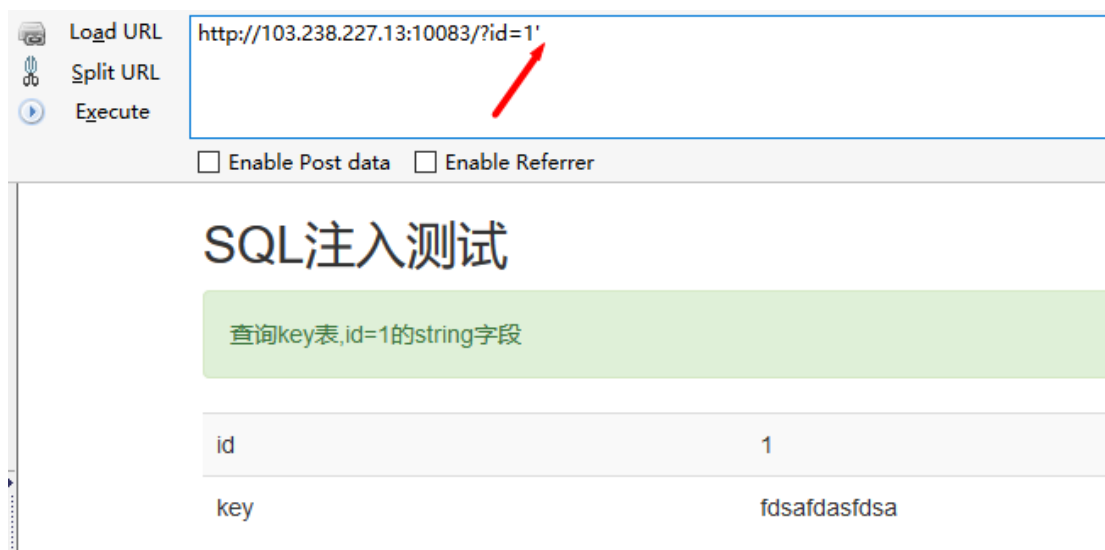 Load URL
http://103.238.227.13:10083/?id=1'
Split URL
Execute
Enable Post data
Enable Referrer
SQL注入测试
查询key表,id=1的string字段
id 1
key fdsafdasfdsa